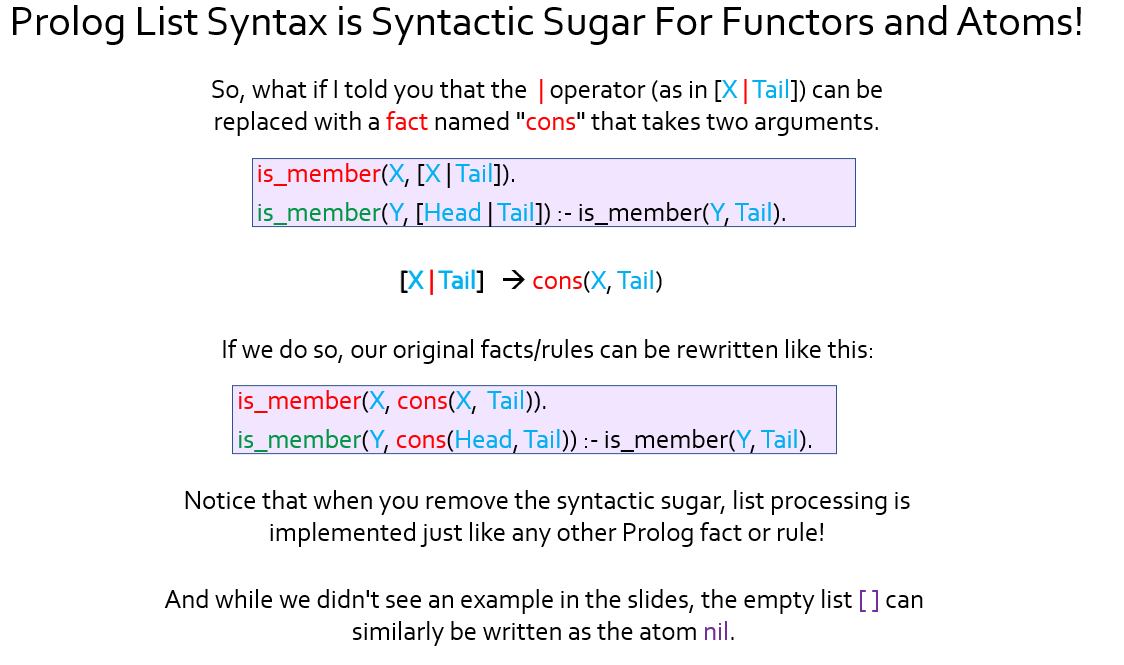 Prolog List Syntax is Syntactic Sugar For Functors and Atoms!
So, what if I told you that the | operator (as in [X|Tail]) can be
replaced with a fact named "cons" that takes two arguments.
is_member(X, [X|Tail]).
is_member(Y, [Head|Tail]) :- is_member(Y, Tail).
[X|Tail] → cons(X, Tail)
If we do so, our original facts/rules can be rewritten like this:
is_member(X, cons(X, Tail)).
is_member(Y, cons(Head, Tail)) :- is_member(Y, Tail).
Notice that when you remove the syntactic sugar, list processing is
implemented just like any other Prolog fact or rule!
And while we didn't see an example in the slides, the empty list [ ] can
similarly be written as the atom nil.